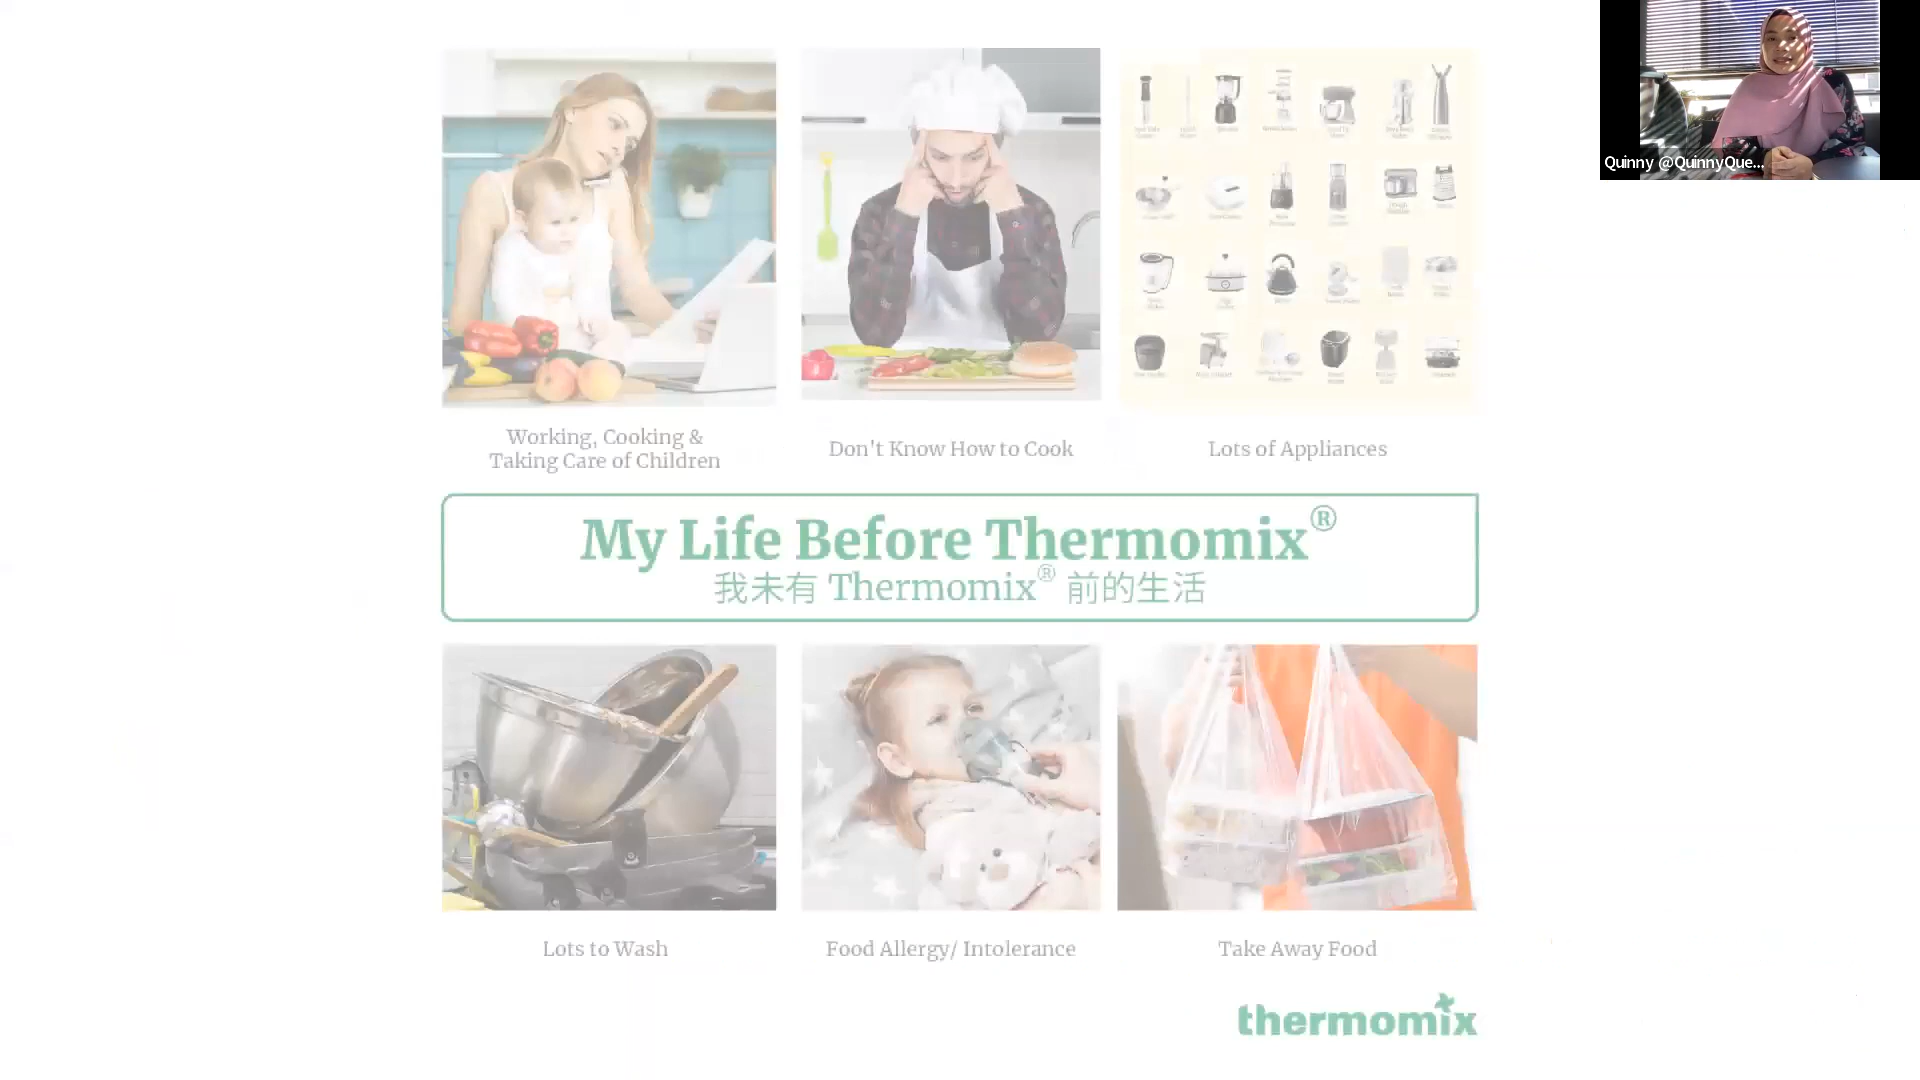 Quinny @QuinnyQue...
Working, Cooking &
Taking Care of Children
Don't Know How to Cook
Lots of Appliances
My Life Before Thermomix®
我未有 Thermomix® 前的生活
Lots to Wash
Food Allergy/ Intolerance
Take Away Food
thermomix